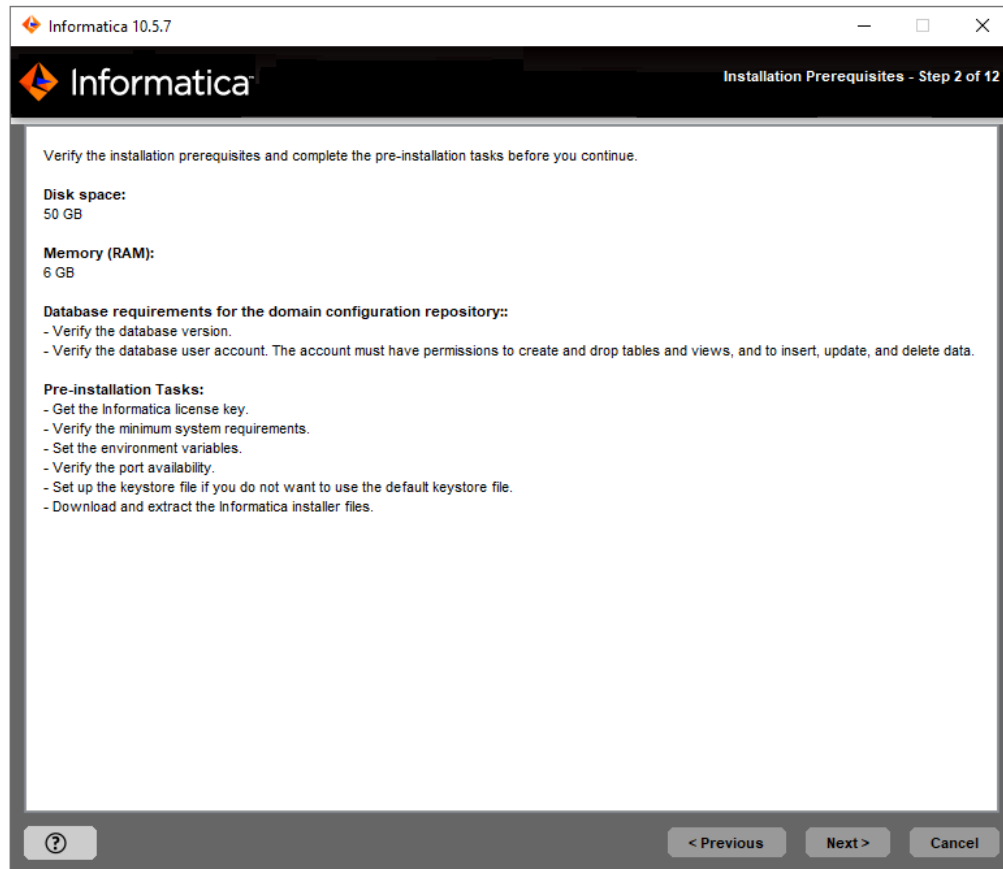 Informatica 10.5.7
Informatica
Installation Prerequisites - Step 2 of 12
Verify the installation prerequisites and complete the pre-installation tasks before you continue.
Disk space:
50 GB
Memory (RAM):
6 GB
Database requirements for the domain configuration repository::
- Verify the database version.
- Verify the database user account. The account must have permissions to create and drop tables and views, and to insert, update, and delete data.
Pre-installation Tasks:
- Get the Informatica license key.
- Verify the minimum system requirements.
- Set the environment variables.
- Verify the port availability.
- Set up the keystore file if you do not want to use the default keystore file.
- Download and extract the Informatica installer files.
?
< Previous
Next >
Cancel